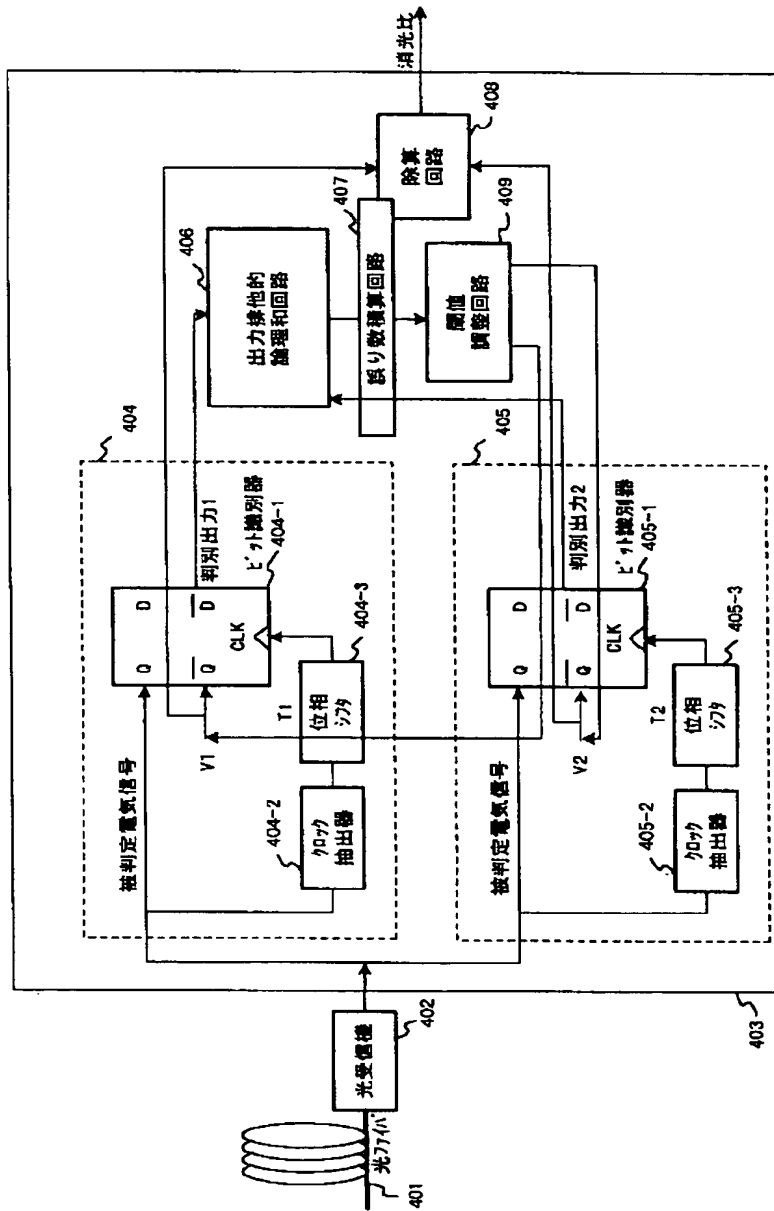 光ファイバ
401
光受信機
402
403
404
被判定電気信号
クロック
抽出器
404-2
T1
位相
シフタ
404-3
V1
Q
D
Q
D
CLK
判別出力1
ビット識別器
404-1
405
被判定電気信号
クロック
抽出器
405-2
T2
位相
シフタ
405-3
V2
Q
D
Q
D
CLK
判別出力2
ビット識別器
405-1
406
出力排他的
論理和回路
407
誤り数積算回路
除算
回路
408
閾値
調整回路
409
消光比